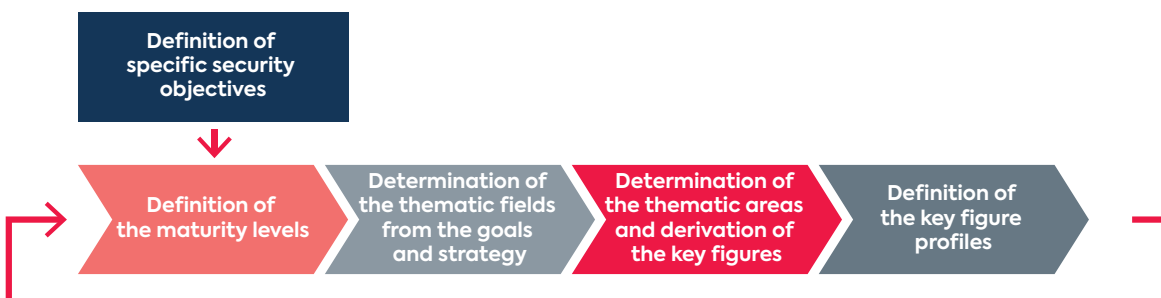 Definition of
specific security
objectives
Definition of
the maturity levels
Determination of
the thematic fields
from the goals
and strategy
Determination of
the thematic areas
and derivation of
the key figures
Definition of
the key figure
profiles